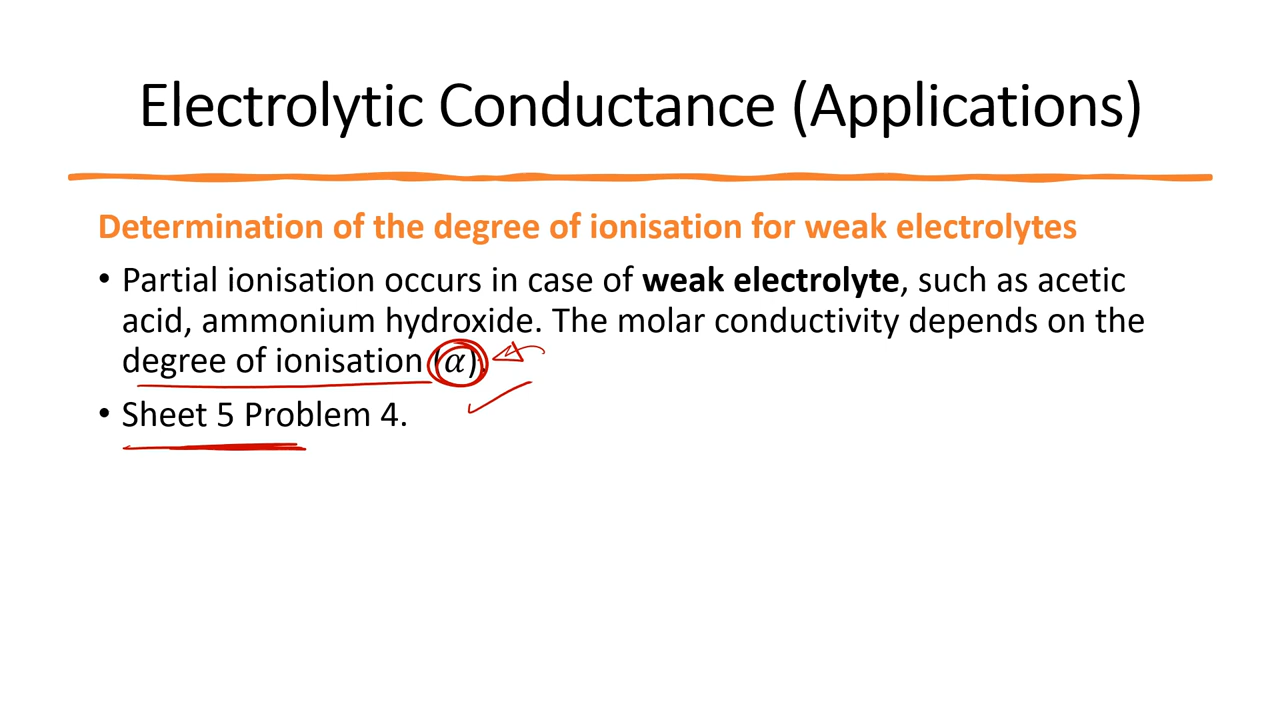 Electrolytic Conductance (Applications)
Determination of the degree of ionisation for weak electrolytes
• Partial ionisation occurs in case of weak electrolyte, such as acetic
acid, ammonium hydroxide. The molar conductivity depends on the
degree of ionisation (α).
• Sheet 5 Problem 4.